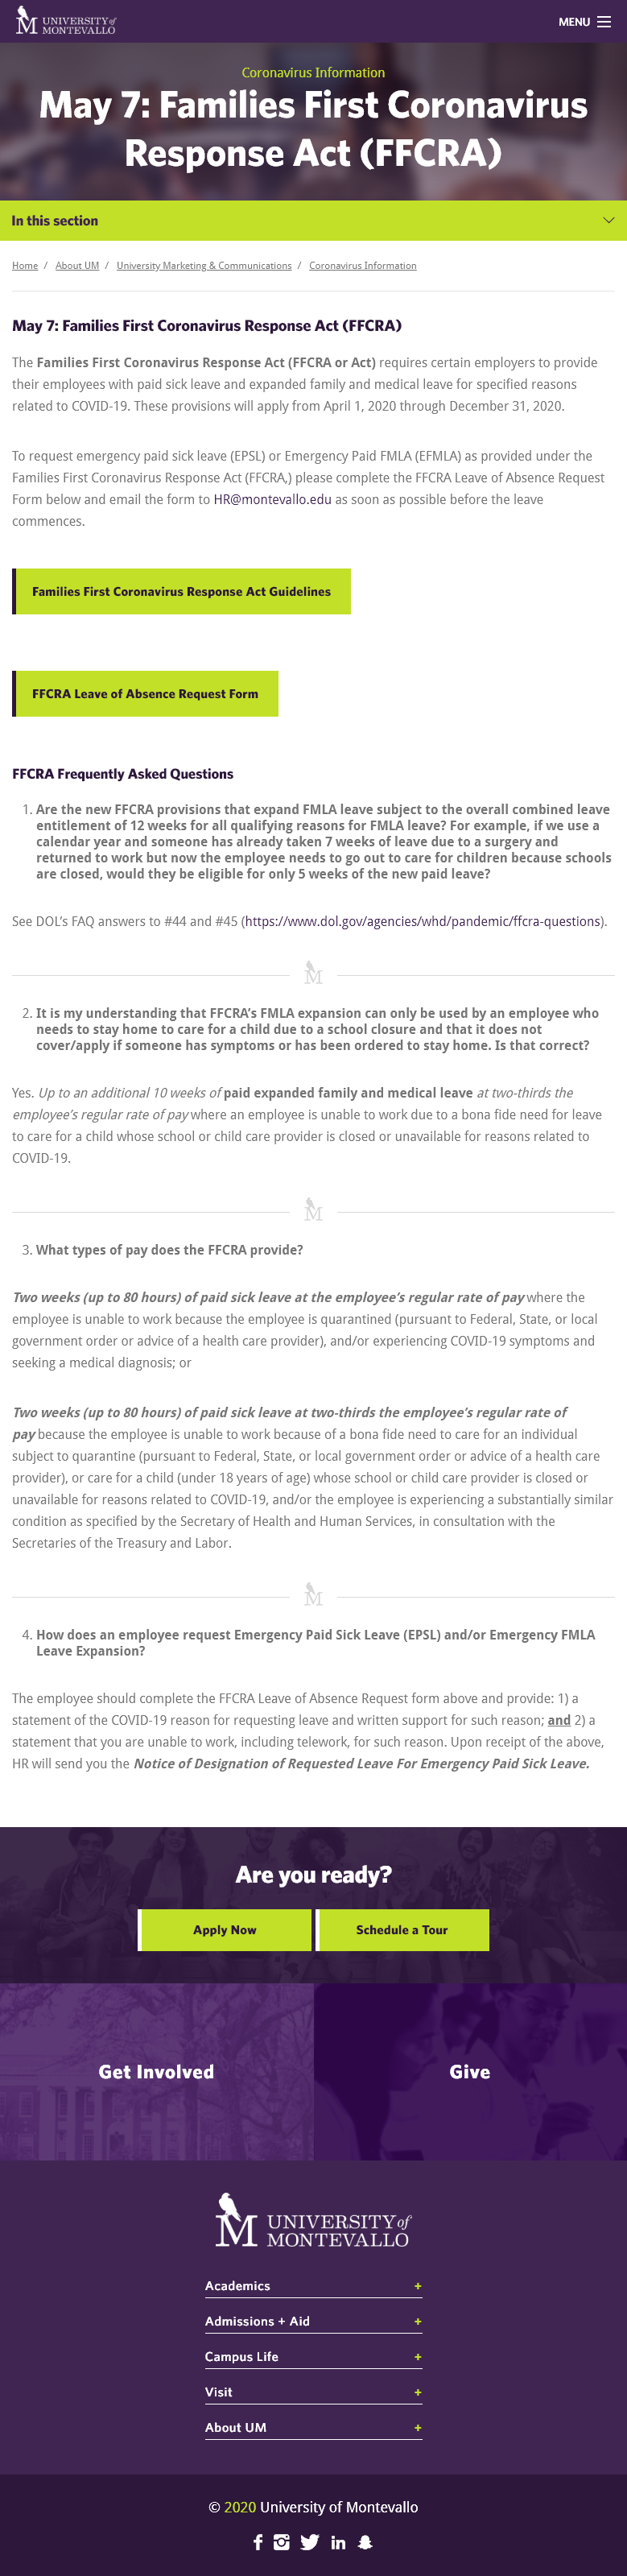 UNIVERSITY of
MONTEVALLO
MENU
Coronavirus Information
May 7: Families First Coronavirus
Response Act (FFCRA)
In this section
Home / About UM / University Marketing & Communications / Coronavirus Information
May 7: Families First Coronavirus Response Act (FFCRA)
The Families First Coronavirus Response Act (FFCRA or Act) requires certain employers to provide
their employees with paid sick leave and expanded family and medical leave for specified reasons
related to COVID-19. These provisions will apply from April 1, 2020 through December 31, 2020.
To request emergency paid sick leave (EPSL) or Emergency Paid FMLA (EFMLA) as provided under the
Families First Coronavirus Response Act (FFCRA,) please complete the FFCRA Leave of Absence Request
Form below and email the form to HR@montevallo.edu as soon as possible before the leave
commences.
Families First Coronavirus Response Act Guidelines
FFCRA Leave of Absence Request Form
FFCRA Frequently Asked Questions
1. Are the new FFCRA provisions that expand FMLA leave subject to the overall combined leave
entitlement of 12 weeks for all qualifying reasons for FMLA leave? For example, if we use a
calendar year and someone has already taken 7 weeks of leave due to a surgery and
returned to work but now the employee needs to go out to care for children because schools
are closed, would they be eligible for only 5 weeks of the new paid leave?
See DOL’s FAQ answers to #44 and #45 (https://www.dol.gov/agencies/whd/pandemic/ffcra-questions).
M
2. It is my understanding that FFCRA’s FMLA expansion can only be used by an employee who
needs to stay home to care for a child due to a school closure and that it does not
cover/apply if someone has symptoms or has been ordered to stay home. Is that correct?
Yes. Up to an additional 10 weeks of paid expanded family and medical leave at two-thirds the
employee’s regular rate of pay where an employee is unable to work due to a bona fide need for leave
to care for a child whose school or child care provider is closed or unavailable for reasons related to
COVID-19.
M
3. What types of pay does the FFCRA provide?
Two weeks (up to 80 hours) of paid sick leave at the employee’s regular rate of pay where the
employee is unable to work because the employee is quarantined (pursuant to Federal, State, or local
government order or advice of a health care provider), and/or experiencing COVID-19 symptoms and
seeking a medical diagnosis; or
Two weeks (up to 80 hours) of paid sick leave at two-thirds the employee’s regular rate of
pay because the employee is unable to work because of a bona fide need to care for an individual
subject to quarantine (pursuant to Federal, State, or local government order or advice of a health care
provider), or care for a child (under 18 years of age) whose school or child care provider is closed or
unavailable for reasons related to COVID-19, and/or the employee is experiencing a substantially similar
condition as specified by the Secretary of Health and Human Services, in consultation with the
Secretaries of the Treasury and Labor.
M
4. How does an employee request Emergency Paid Sick Leave (EPSL) and/or Emergency FMLA
Leave Expansion?
The employee should complete the FFCRA Leave of Absence Request form above and provide: 1) a
statement of the COVID-19 reason for requesting leave and written support for such reason; and 2) a
statement that you are unable to work, including telework, for such reason. Upon receipt of the above,
HR will send you the Notice of Designation of Requested Leave For Emergency Paid Sick Leave.
Are you ready?
Apply Now
Schedule a Tour
Get Involved
Give
M UNIVERSITY of
MONTEVALLO
Academics +
Admissions + Aid +
Campus Life +
Visit +
About UM +
© 2020 University of Montevallo